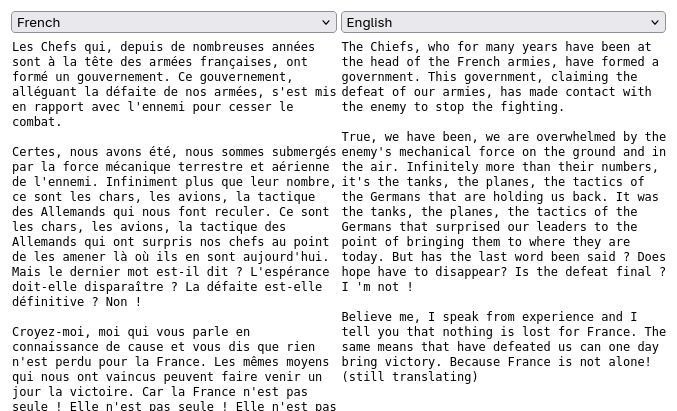 French
English
Les Chefs qui, depuis de nombreuses années
sont à la tête des armées françaises, ont
formé un gouvernement. Ce gouvernement,
alléguant la défaite de nos armées, s'est mis
en rapport avec l'ennemi pour cesser le
combat.
Certes, nous avons été, nous sommes submergés
par la force mécanique terrestre et aérienne
de l'ennemi. Infiniment plus que leur nombre,
ce sont les chars, les avions, la tactique
des Allemands qui nous font reculer. Ce sont
les chars, les avions, la tactique des
Allemands qui ont surpris nos chefs au point
de les amener là où ils en sont aujourd'hui.
Mais le dernier mot est-il dit ? L'espérance
doit-elle disparaître ? La défaite est-elle
définitive ? Non !
Croyez-moi, moi qui vous parle en
connaissance de cause et vous dis que rien
n'est perdu pour la France. Les mêmes moyens
qui nous ont vaincus peuvent faire venir un
jour la victoire. Car la France n'est pas
seule ! Elle n'est pas seule ! Elle n'est pas
The Chiefs, who for many years have been at
the head of the French armies, have formed a
government. This government, claiming the
defeat of our armies, has made contact with
the enemy to stop the fighting.
True, we have been, we are overwhelmed by the
enemy's mechanical force on the ground and in
the air. Infinitely more than their numbers,
it's the tanks, the planes, the tactics of
the Germans that are holding us back. It was
the tanks, the planes, the tactics of the
Germans that surprised our leaders to the
point of bringing them to where they are
today. But has the last word been said ? Does
hope have to disappear? Is the defeat final ?
I 'm not !
Believe me, I speak from experience and I
tell you that nothing is lost for France. The
same means that have defeated us can one day
bring victory. Because France is not alone!
(still translating)